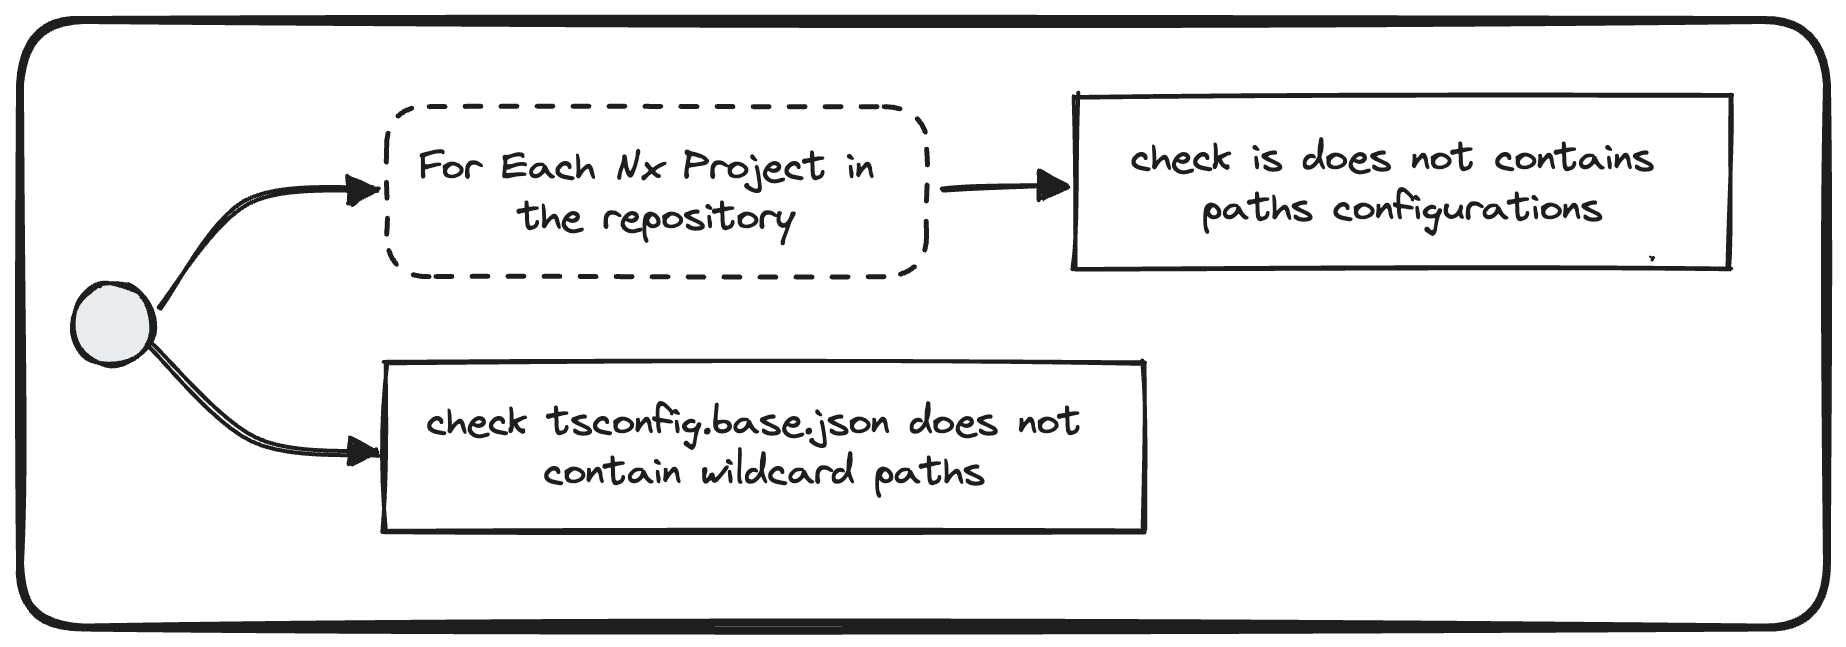 For Each Nx Project in
the repository
check is does not contains
paths configurations
check tsconfig.base.json does not
contain wildcard paths